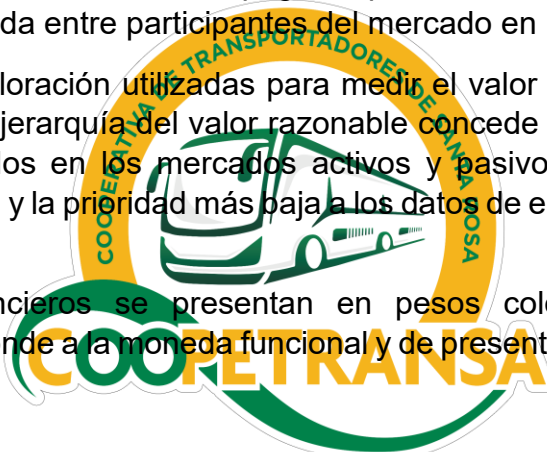 da entre participantes del mercado en
loración utilizadas para medir el valor
jerarquía del valor razonable concede
los en los mercados activos y pasivo
y la prioridad más baja a los datos de e
ncieros se presentan en pesos col
nde a la moneda funcional y de present
COOPERATIVA DE TRANSPORTADORES DE SANTA ROSA
COOPETRANSA